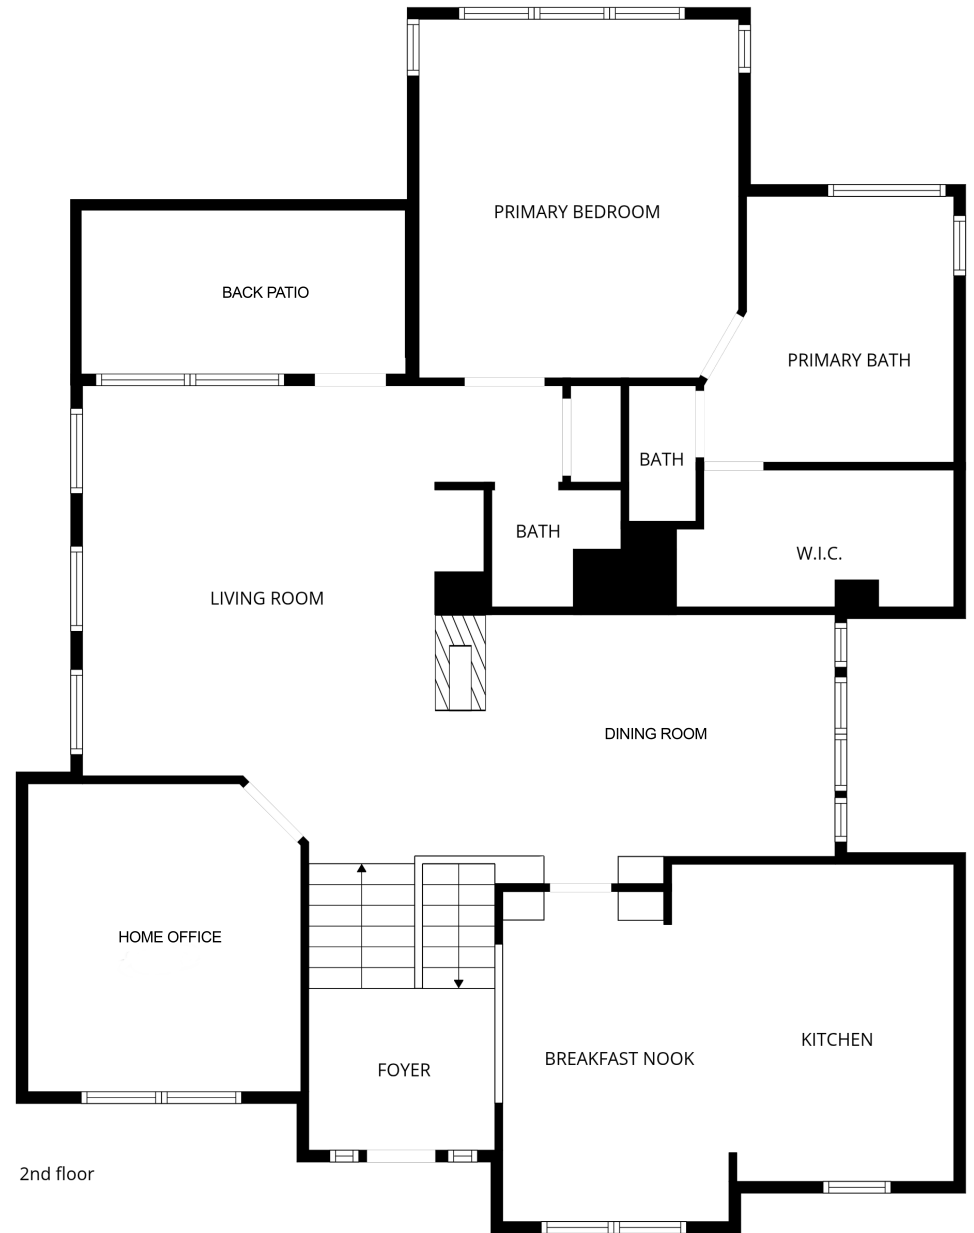 PRIMARY BEDROOM
BACK PATIO
PRIMARY BATH
BATH
BATH
W.I.C.
LIVING ROOM
DINING ROOM
HOME OFFICE
KITCHEN
BREAKFAST NOOK
FOYER
2nd floor